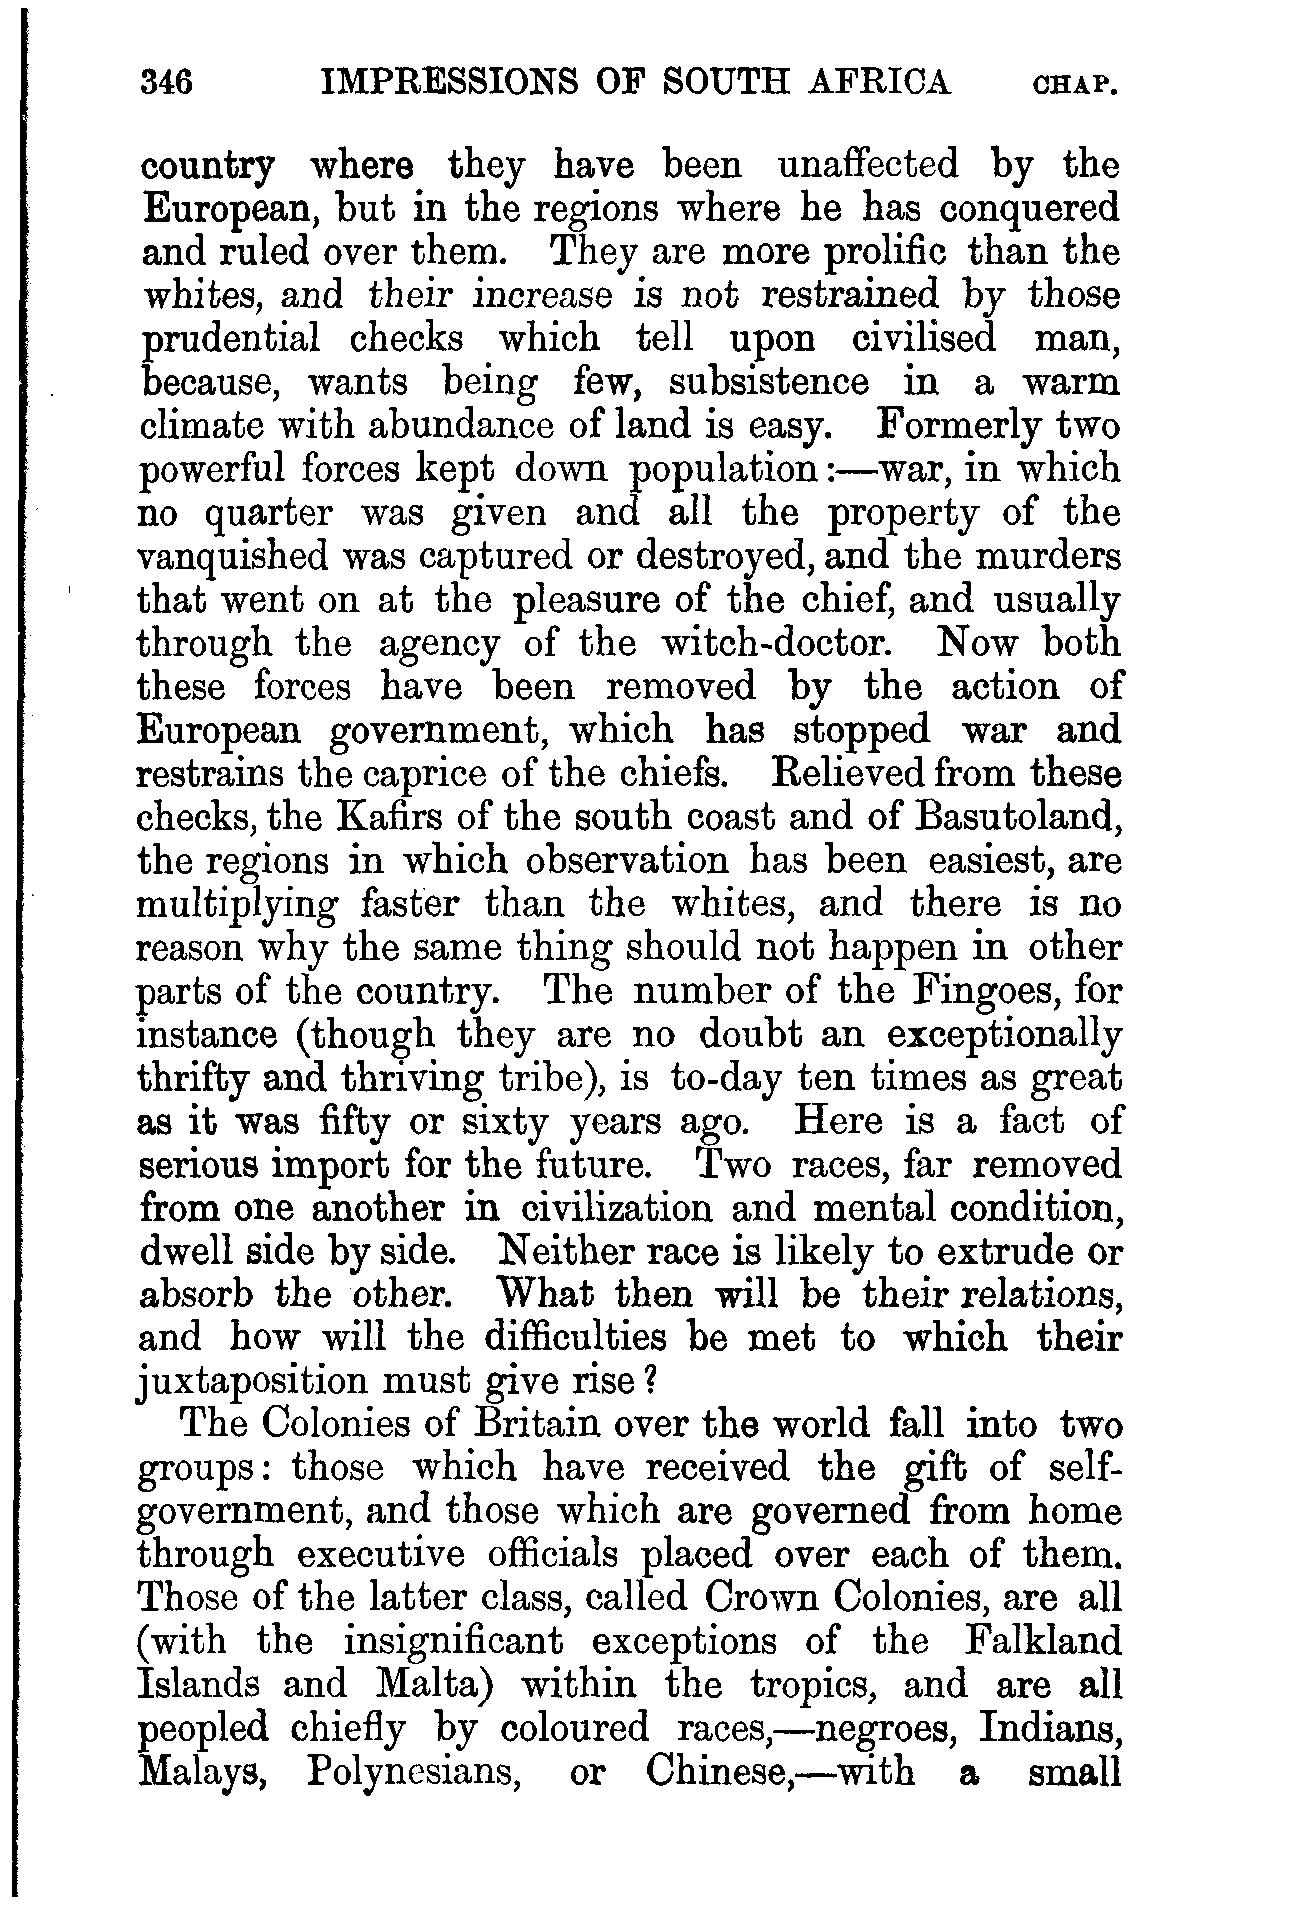 346 IMPRESSIONS OF SOUTH AFRICA CHAP.
country where they have been unaffected by the
European, but in the regions where he has conquered
and ruled over them. They are more prolific than the
whites, and their increase is not restrained by those
prudential checks which tell upon civilised man,
because, wants being few, subsistence in a warm
climate with abundance of land is easy. Formerly two
powerful forces kept down population:—war, in which
no quarter was given and all the property of the
vanquished was captured or destroyed, and the murders
that went on at the pleasure of the chief, and usually
through the agency of the witch-doctor. Now both
these forces have been removed by the action of
European government, which has stopped war and
restrains the caprice of the chiefs. Relieved from these
checks, the Kafirs of the south coast and of Basutoland,
the regions in which observation has been easiest, are
multiplying faster than the whites, and there is no
reason why the same thing should not happen in other
parts of the country. The number of the Fingoes, for
instance (though they are no doubt an exceptionally
thrifty and thriving tribe), is to-day ten times as great
as it was fifty or sixty years ago. Here is a fact of
serious import for the future. Two races, far removed
from one another in civilization and mental condition,
dwell side by side. Neither race is likely to extrude or
absorb the other. What then will be their relations,
and how will the difficulties be met to which their
juxtaposition must give rise?
The Colonies of Britain over the world fall into two
groups: those which have received the gift of self-
government, and those which are governed from home
through executive officials placed over each of them.
Those of the latter class, called Crown Colonies, are all
(with the insignificant exceptions of the Falkland
Islands and Malta) within the tropics, and are all
peopled chiefly by coloured races,—negroes, Indians,
Malays, Polynesians, or Chinese,—with a small